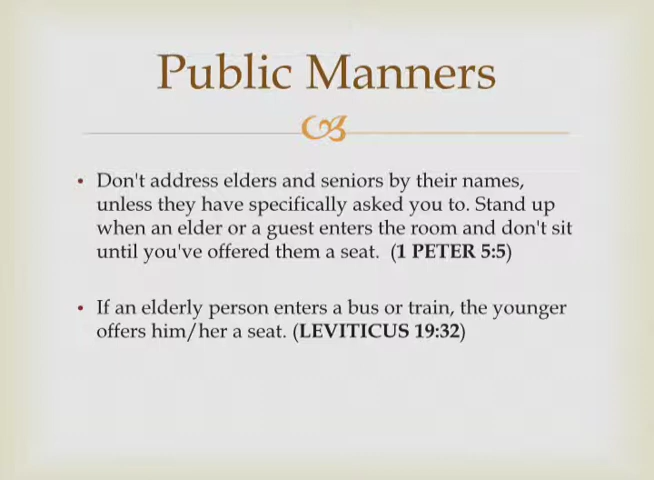 Public Manners
• Don't address elders and seniors by their names,
unless they have specifically asked you to. Stand up
when an elder or a guest enters the room and don't sit
until you've offered them a seat. (1 PETER 5:5)
• If an elderly person enters a bus or train, the younger
offers him/her a seat. (LEVITICUS 19:32)